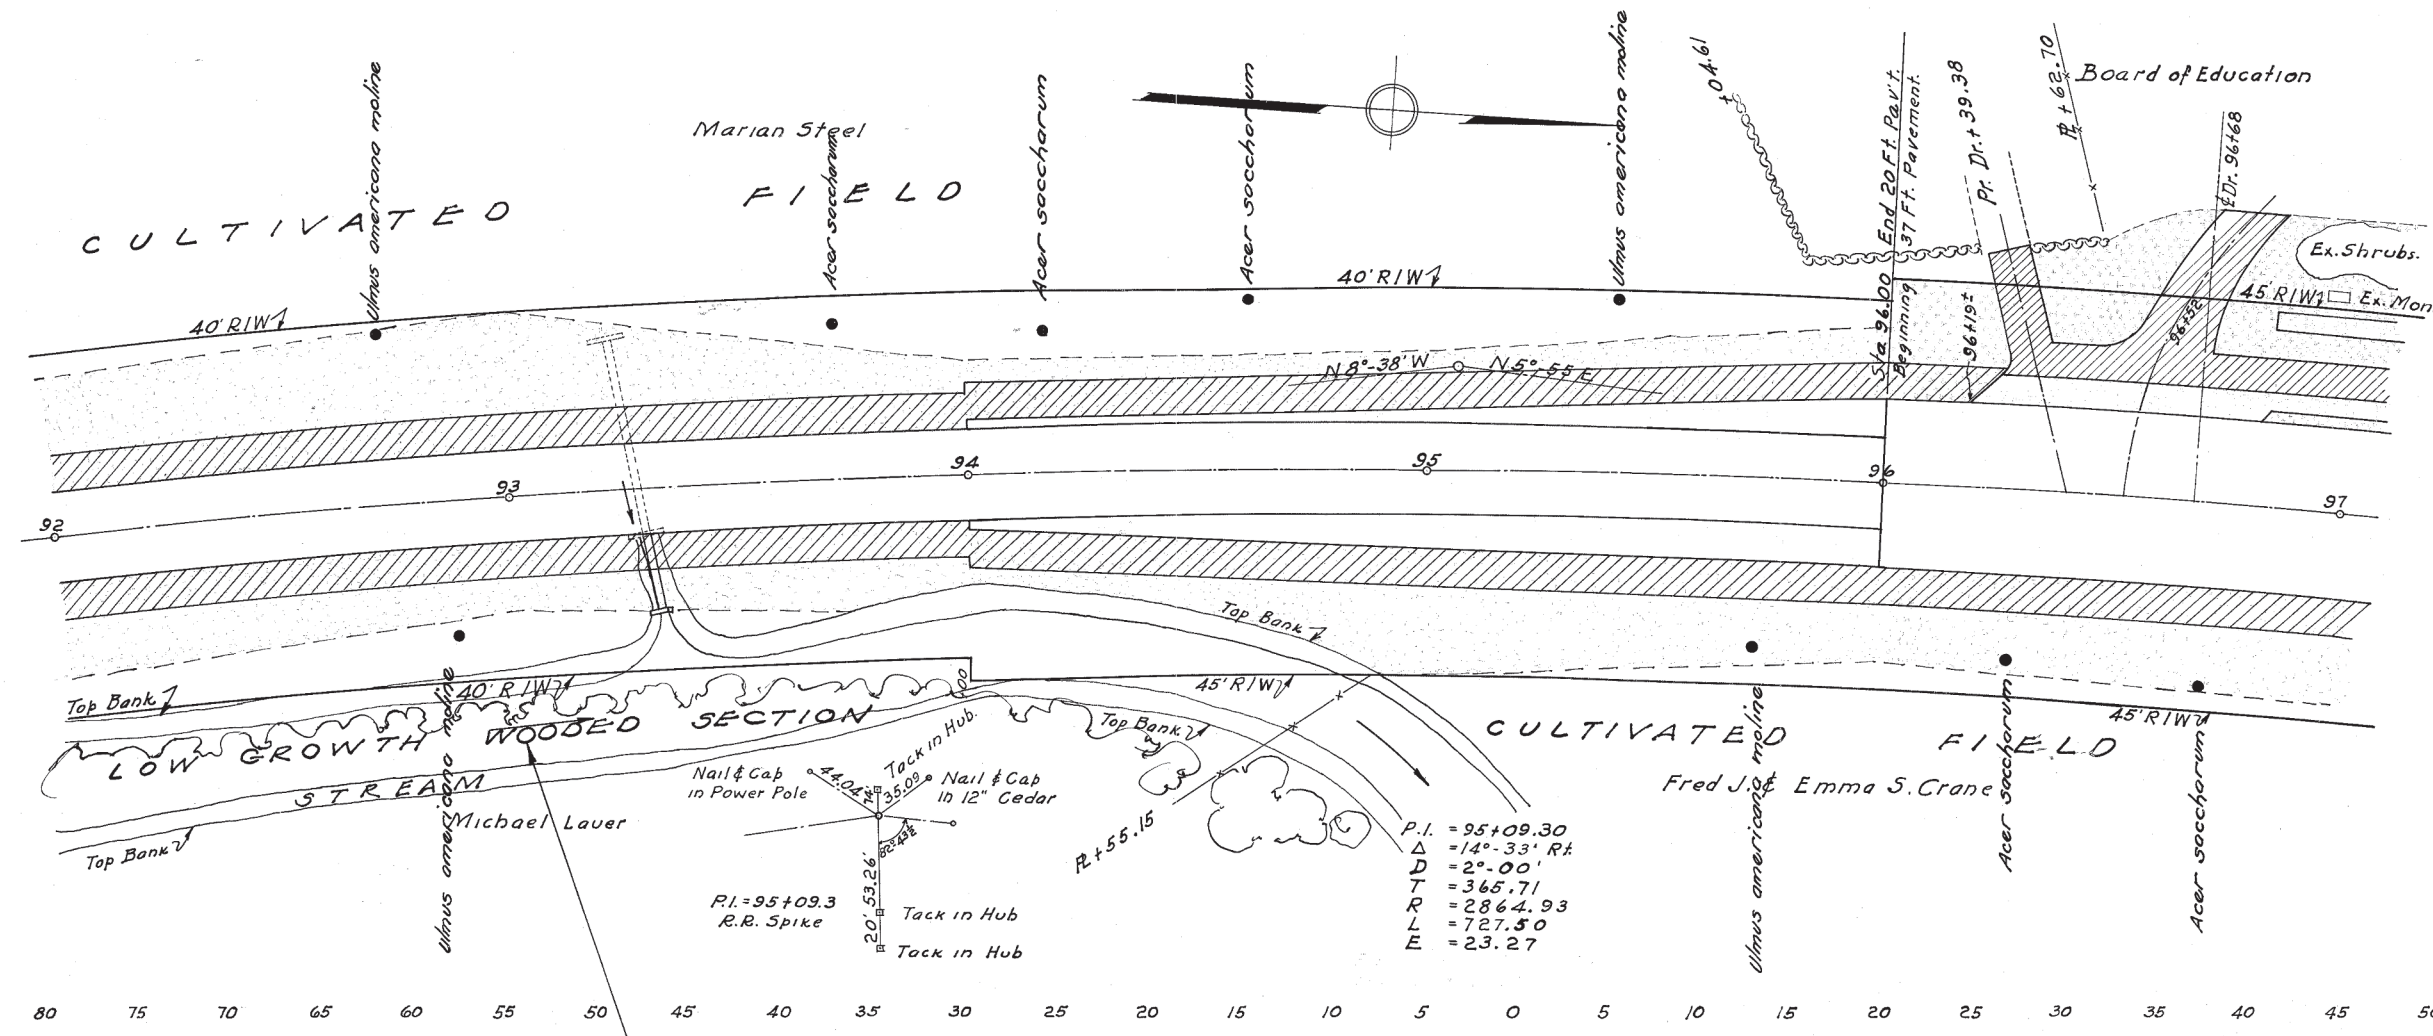 Ulmus americana moline
Marian Steel
Acer saccharum
Acer saccharum
Acer saccharum
Ulmus americana moline
+04.61
Sta. 96.00 End 20 Ft. Pav't.
Beginning 37 Ft. Pavement.
Pr. Dr. + 39.38
PL + 62.70
Board of Education
CL Dr. 96+68
CULTIVATED FIELD
Ex. Shrubs.
40' R/W
40' R/W
45' R/W
Ex. Mon
96+19±
96+52
N 8°-38' W
N 5°-55 E
92
93
94
95
96
97
Top Bank
Top Bank
40' R/W
.00
45' R/W
45' R/W
Top Bank
LOW GROWTH WOODED SECTION
CULTIVATED FIELD
STREAM
Top Bank
Michael Lauer
Ulmus americana moline
Nail & Cap
in Power Pole
44.04'
74'
35.09
Tack in Hub.
Nail & Cap
in 12" Cedar
82°-43½
20' 53.26'
P.I. = 95+09.3
R.R. Spike
Tack in Hub
Tack in Hub
PL + 55.15
Fred J. & Emma S. Crane
Ulmus americana moline
Acer saccharum
Acer saccharum
P.I. = 95+09.30
Δ = 14°-33' Rt.
D = 2°-00'
T = 365.71
R = 2864.93
L = 727.50
E = 23.27
80 75 70 65 60 55 50 45 40 35 30 25 20 15 10 5 0 5 10 15 20 25 30 35 40 45